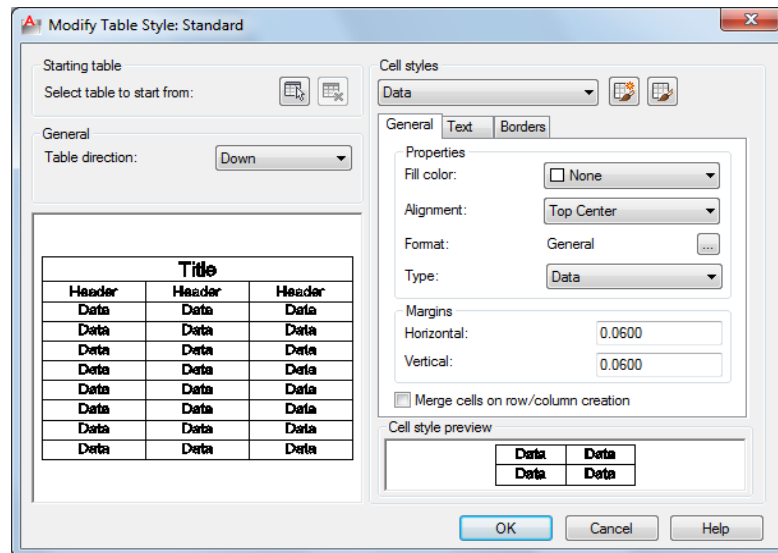 Modify Table Style: Standard
Starting table
Select table to start from:
General
Table direction: Down
Title
Header Header Header
Data Data Data
Data Data Data
Data Data Data
Data Data Data
Data Data Data
Data Data Data
Data Data Data
Data Data Data
Cell styles
Data
General Text Borders
Properties
Fill color: None
Alignment: Top Center
Format: General ...
Type: Data
Margins
Horizontal: 0.0600
Vertical: 0.0600
Merge cells on row/column creation
Cell style preview
Data Data
Data Data
OK Cancel Help